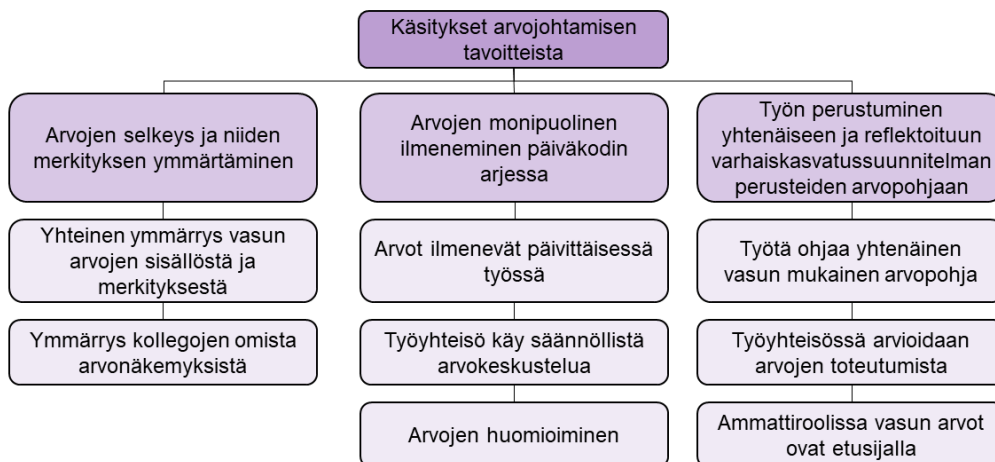 Käsitykset arvojohtamisen
tavoitteista
Arvojen selkeys ja niiden
merkityksen ymmärtäminen
Yhteinen ymmärrys vasun
arvojen sisällöstä ja
merkityksestä
Ymmärrys kollegojen omista
arvonäkemyksistä
Arvojen monipuolinen
ilmeneminen päiväkodin
arjessa
Arvot ilmenevät päivittäisessä
työssä
Työyhteisö käy säännöllistä
arvokeskustelua
Arvojen huomioiminen
Työn perustuminen
yhtenäiseen ja reflektoituun
varhaiskasvatussuunnitelman
perusteiden arvopohjaan
Työtä ohjaa yhtenäinen
vasun mukainen arvopohja
Työyhteisössä arvioidaan
arvojen toteutumista
Ammattiroolissa vasun arvot
ovat etusijalla